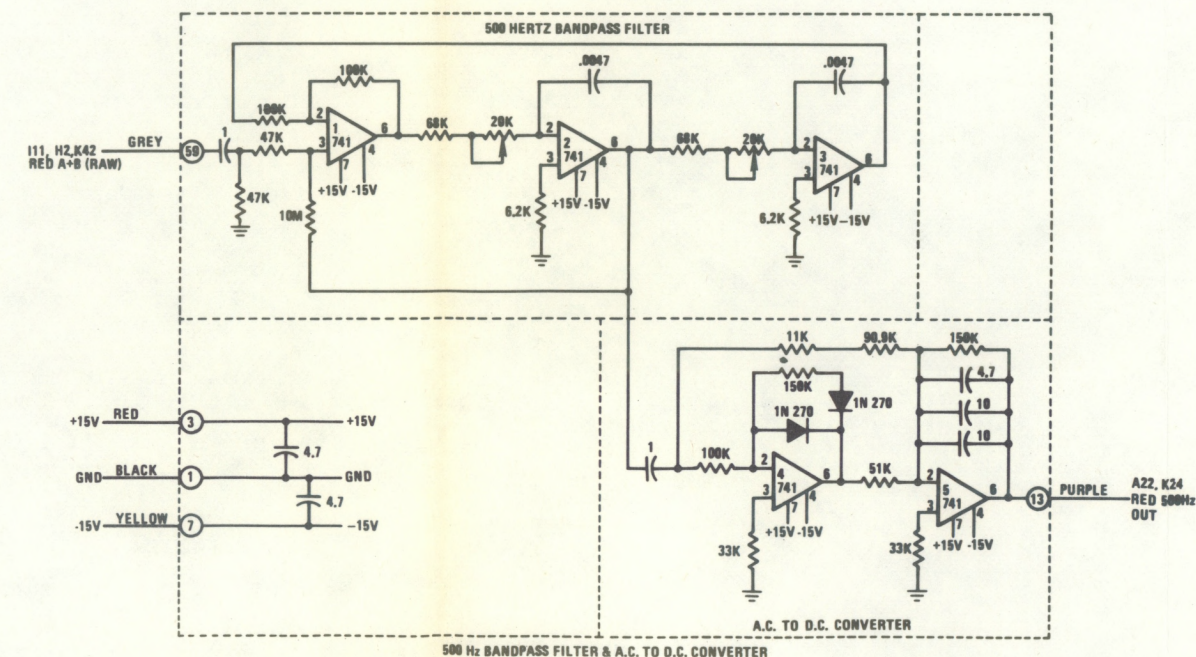 500 HERTZ BANDPASS FILTER
.0047
.0047
100K
100K
2
1
741
6
68K
20K
2
2
741
6
68K
20K
2
3
741
6
I11, H2,K42
RED A+B (RAW)
GREY
59
1
47K
3
7
4
+15V -15V
47K
10M
3
7
4
6.2K
+15V -15V
3
7
4
6.2K
+15V -15V
11K
90.9K
150K
150K
4.7
1N 270
1N 270
10
10
+15V
RED
3
+15V
4.7
GND
BLACK
1
GND
4.7
-15V
YELLOW
7
-15V
1
100K
2
4
741
6
51K
2
5
741
6
13
PURPLE
A22, K24
RED 500Hz
OUT
3
7
4
+15V -15V
33K
3
7
4
+15V -15V
33K
A.C. TO D.C. CONVERTER
500 Hz BANDPASS FILTER & A.C. TO D.C. CONVERTER